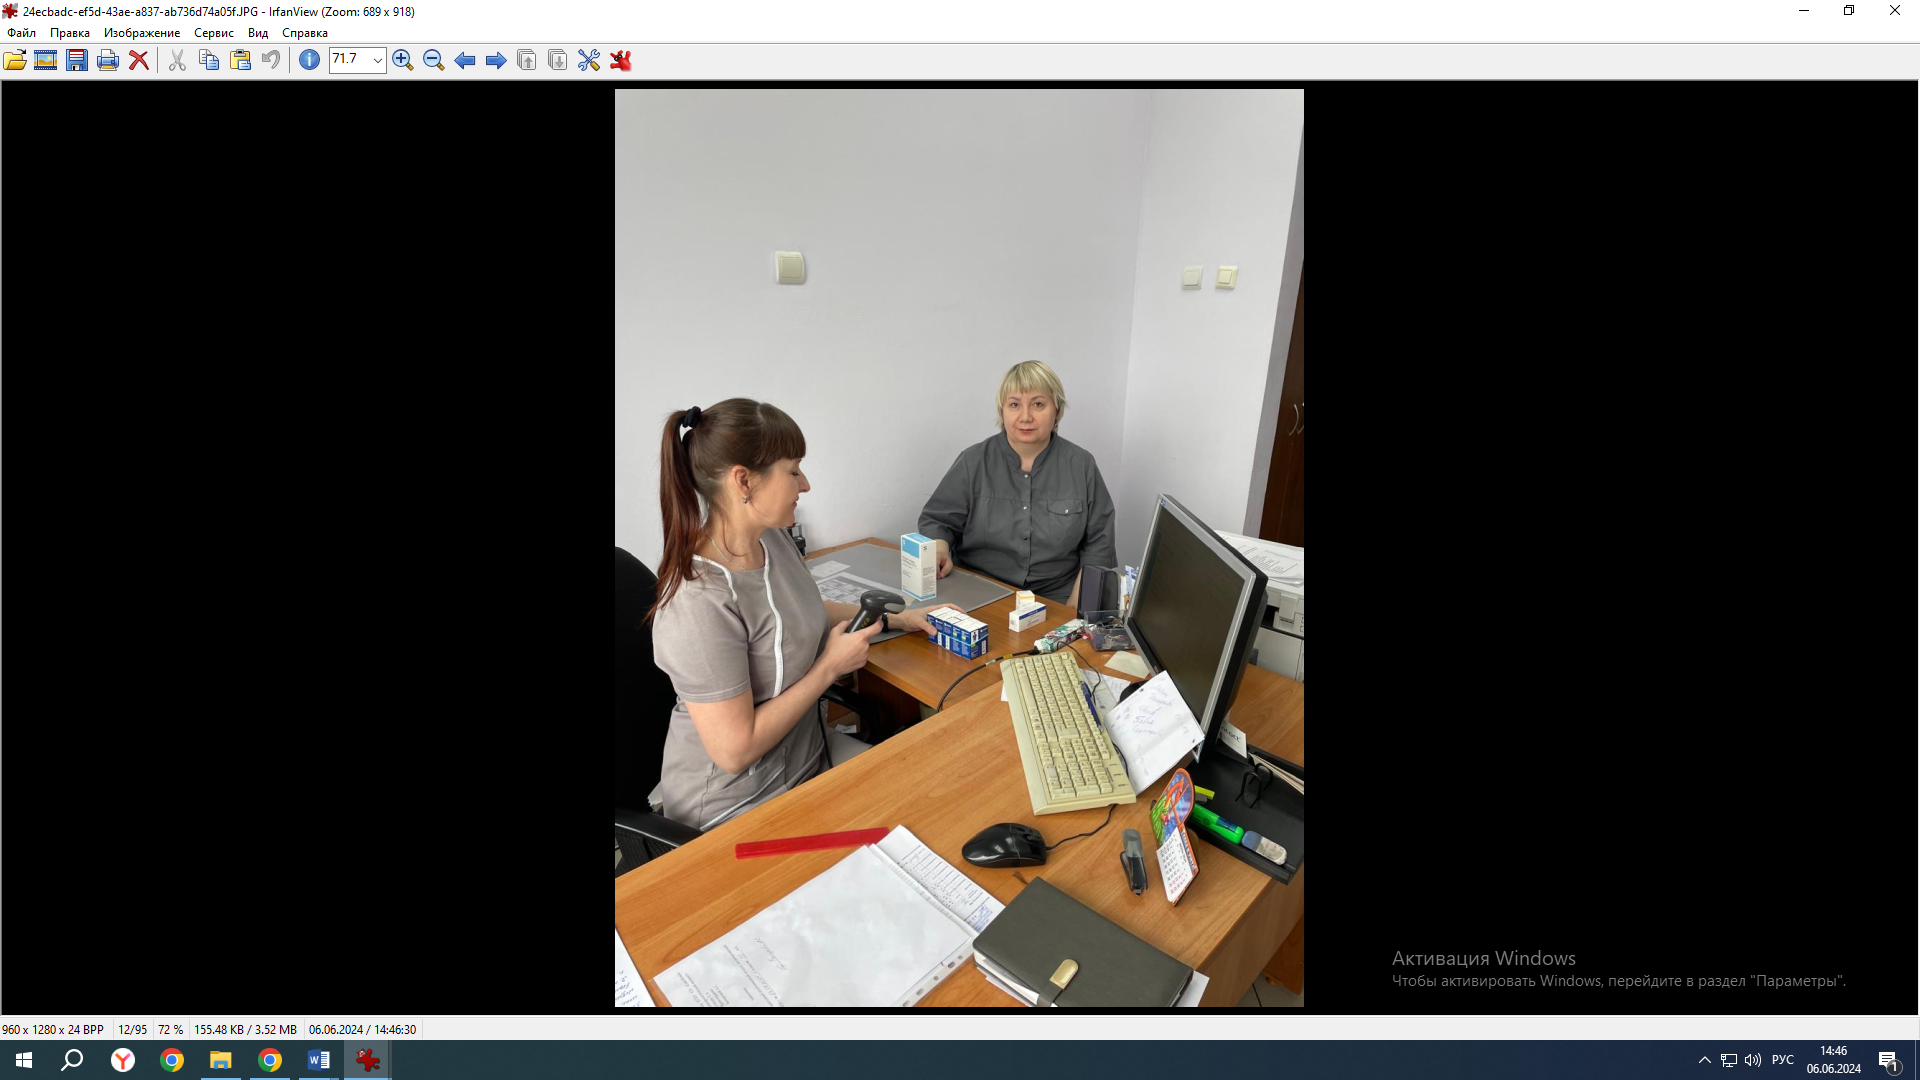 24ecbadc-ef5d-43ae-a837-ab736d74a05f.JPG - IrfanView (Zoom: 689 x 918)
Файл Правка Изображение Сервис Вид Справка
71.7
Активация Windows
Чтобы активировать Windows, перейдите в раздел "Параметры".
960 x 1280 x 24 BPP 12/95 72 % 155.48 KB / 3.52 MB 06.06.2024 / 14:46:30
РУС
14:46
06.06.2024
1